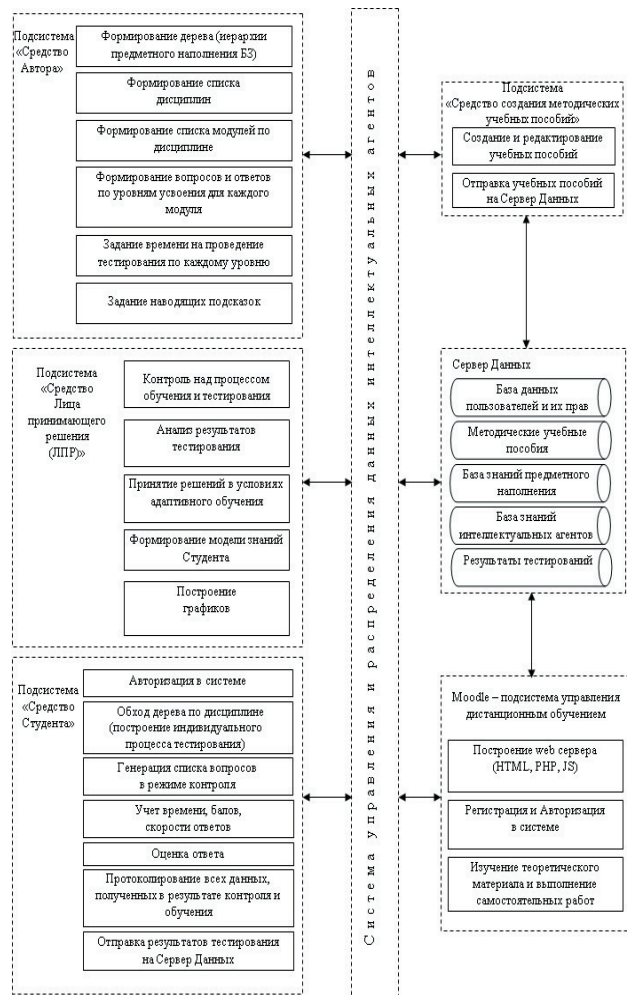 Подсистема
«Средство
Автора»
Формирование дерева (иерархии
предметного наполнения БЗ)
Формирование списка
дисциплин
Формирование списка модулей по
дисциплине
Формирование вопросов и ответов
по уровням усвоения для каждого
модуля
Задание времени на проведение
тестирования по каждому уровню
Задание наводящих подсказок
Подсистема
«Средство
Лица
принимающего
решения
(ЛПР)»
Контроль над процессом
обучения и тестирования
Анализ результатов
тестирования
Принятие решений в условиях
адаптивного обучения
Формирование модели знаний
Студента
Построение
графиков
Подсистема
«Средство
Студента»
Авторизация в системе
Обход дерева по дисциплине
(построение индивидуального
процесса тестирования)
Генерация списка вопросов
в режиме контроля
Учет времени, балов,
скорости ответов
Оценка ответа
Протоколирование всех данных,
полученных в результате контроля и
обучения
Отправка результатов тестирования
на Сервер Данных
Система управления и распределения данных интеллектуальных агентов
Подсистема
«Средство создания методических
учебных пособий»
Создание и редактирование
учебных пособий
Отправка учебных пособий
на Сервер Данных
Сервер Данных
База данных
пользователей и их прав
Методические учебные
пособия
База знаний предметного
наполнения
База знаний
интеллектуальных агентов
Результаты тестирований
Moodle – подсистема управления
дистанционным обучением
Построение web сервера
(HTML, PHP, JS)
Регистрация и Авторизация
в системе
Изучение теоретического
материала и выполнение
самостоятельных работ